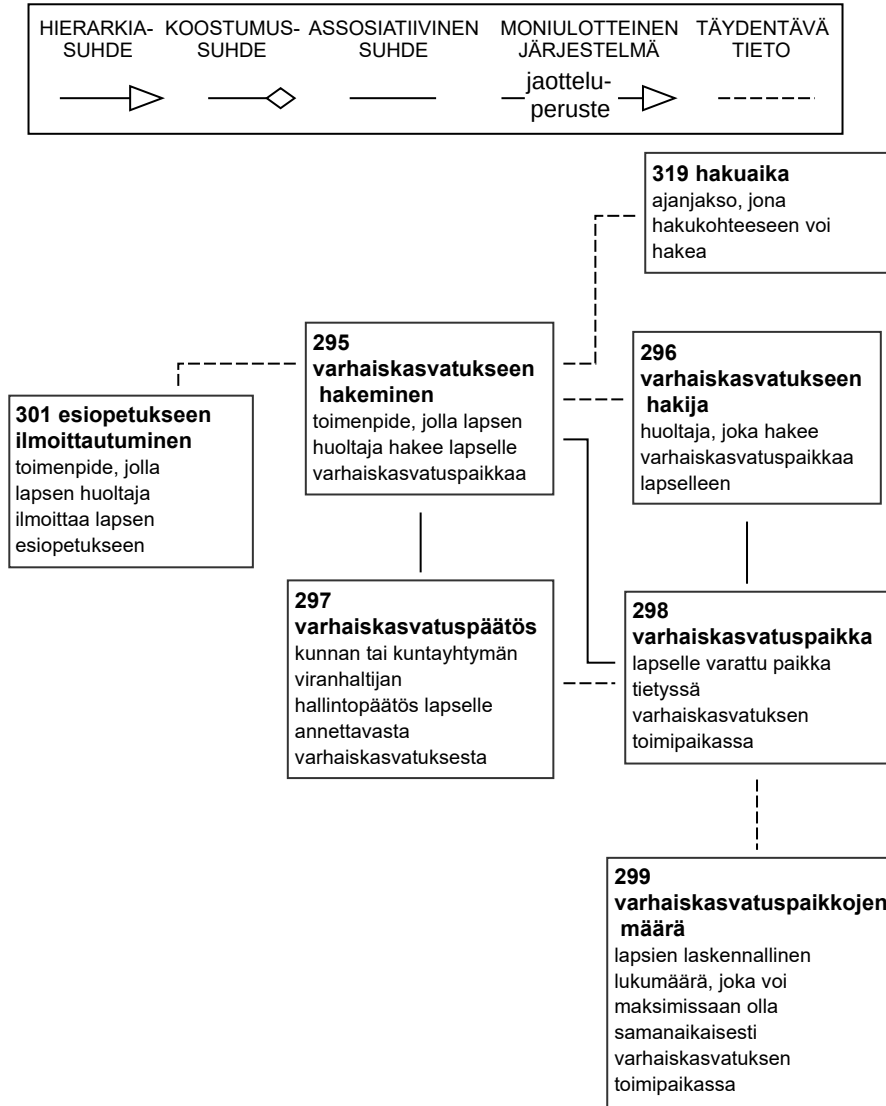 HIERARKIA-
SUHDE
KOOSTUMUS-
SUHDE
ASSOSIATIIVINEN
SUHDE
MONIULOTTEINEN
JÄRJESTELMÄ
TÄYDENTÄVÄ
TIETO
jaottelu-
peruste
319 hakuaika
ajanjakso, jona
hakukohteeseen voi
hakea
295
varhaiskasvatukseen
hakeminen
toimenpide, jolla lapsen
huoltaja hakee lapselle
varhaiskasvatuspaikkaa
296
varhaiskasvatukseen
hakija
huoltaja, joka hakee
varhaiskasvatuspaikkaa
lapselleen
301 esiopetukseen
ilmoittautuminen
toimenpide, jolla
lapsen huoltaja
ilmoittaa lapsen
esiopetukseen
297
varhaiskasvatuspäätös
kunnan tai kuntayhtymän
viranhaltijan
hallintopäätös lapselle
annettavasta
varhaiskasvatuksesta
298
varhaiskasvatuspaikka
lapselle varattu paikka
tietyssä
varhaiskasvatuksen
toimipaikassa
299
varhaiskasvatuspaikkojen
määrä
lapsien laskennallinen
lukumäärä, joka voi
maksimissaan olla
samanaikaisesti
varhaiskasvatuksen
toimipaikassa